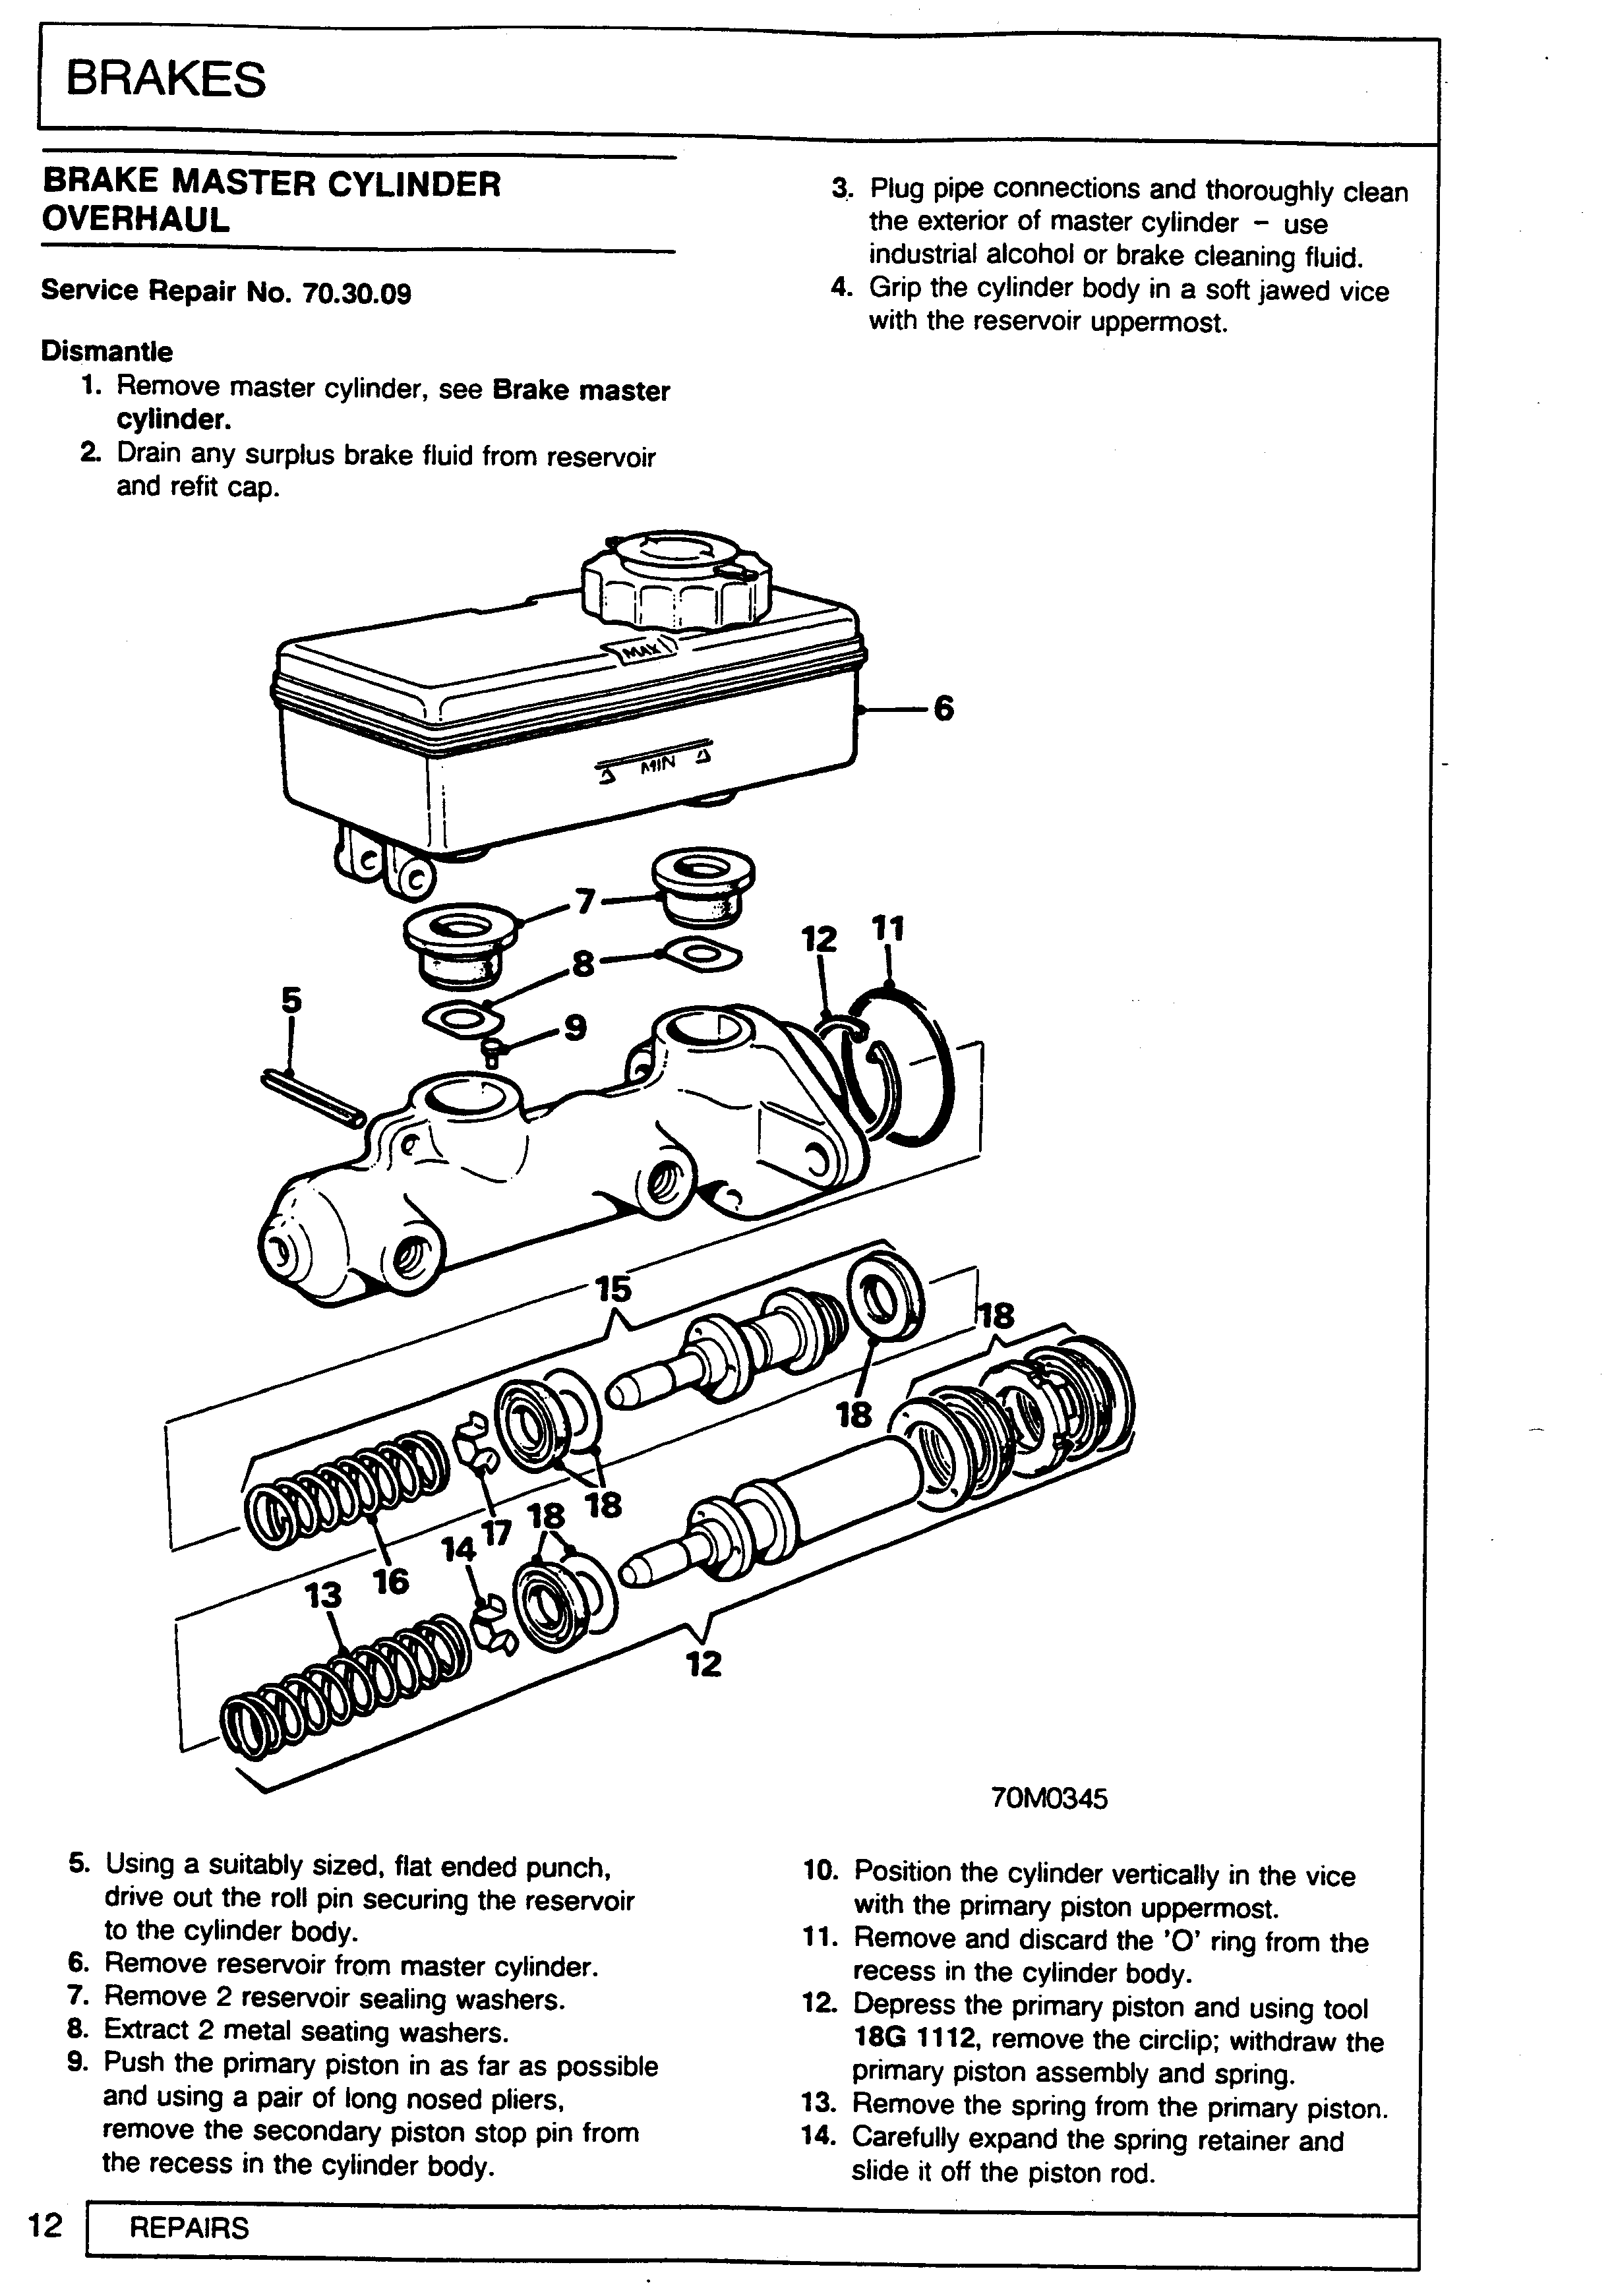 BRAKES
BRAKE MASTER CYLINDER
OVERHAUL
Service Repair No. 70.30.09
Dismantle
1. Remove master cylinder, see Brake master
cylinder.
2. Drain any surplus brake fluid from reservoir
and refit cap.
3. Plug pipe connections and thoroughly clean
the exterior of master cylinder – use
industrial alcohol or brake cleaning fluid.
4. Grip the cylinder body in a soft jawed vice
with the reservoir uppermost.
MAX
6
MIN
7
12
11
8
5
9
15
18
18
18
17
18
14
16
13
12
70M0345
5. Using a suitably sized, flat ended punch,
drive out the roll pin securing the reservoir
to the cylinder body.
6. Remove reservoir from master cylinder.
7. Remove 2 reservoir sealing washers.
8. Extract 2 metal seating washers.
9. Push the primary piston in as far as possible
and using a pair of long nosed pliers,
remove the secondary piston stop pin from
the recess in the cylinder body.
10. Position the cylinder vertically in the vice
with the primary piston uppermost.
11. Remove and discard the 'O' ring from the
recess in the cylinder body.
12. Depress the primary piston and using tool
18G 1112, remove the circlip; withdraw the
primary piston assembly and spring.
13. Remove the spring from the primary piston.
14. Carefully expand the spring retainer and
slide it off the piston rod.
12
REPAIRS